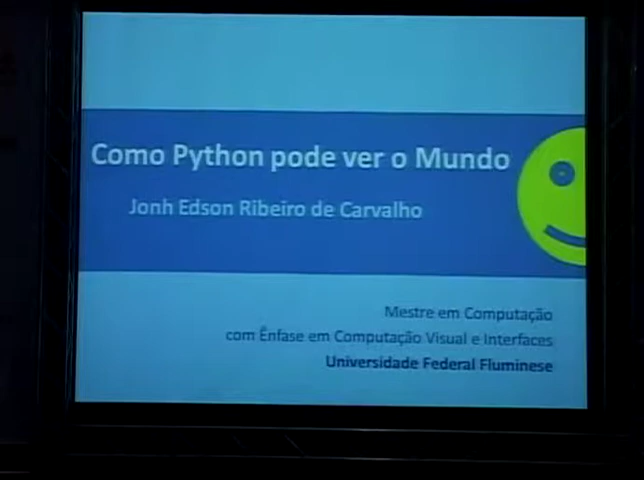 Como Python pode ver o Mundo
Jonh Edson Ribeiro de Carvalho
Mestre em Computação
com Ênfase em Computação Visual e Interfaces
Universidade Federal Fluminese